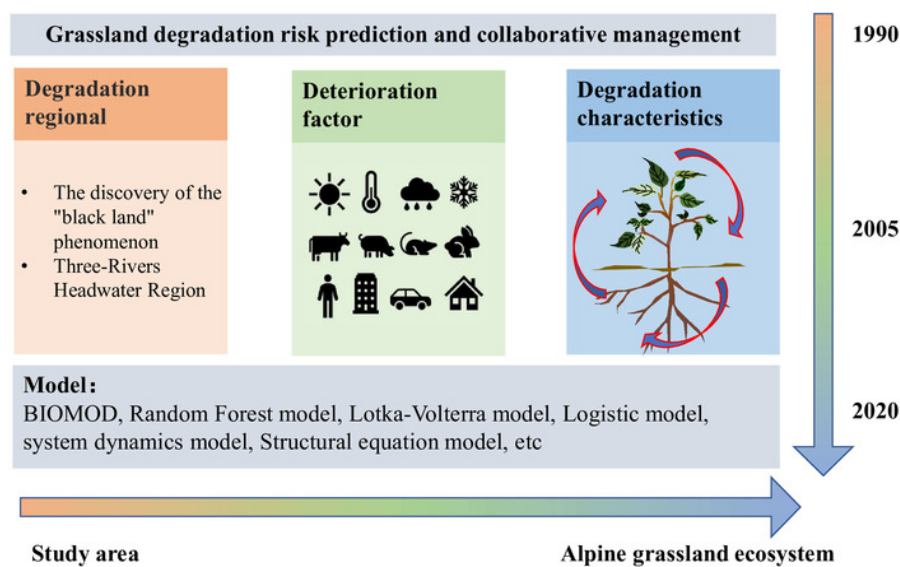 Grassland degradation risk prediction and collaborative management
1990
Degradation
regional
Deterioration
factor
Degradation
characteristics
• The discovery of the
"black land"
phenomenon
• Three-Rivers
Headwater Region
2005
Model：
BIOMOD, Random Forest model, Lotka-Volterra model, Logistic model,
system dynamics model, Structural equation model, etc
2020
Study area
Alpine grassland ecosystem